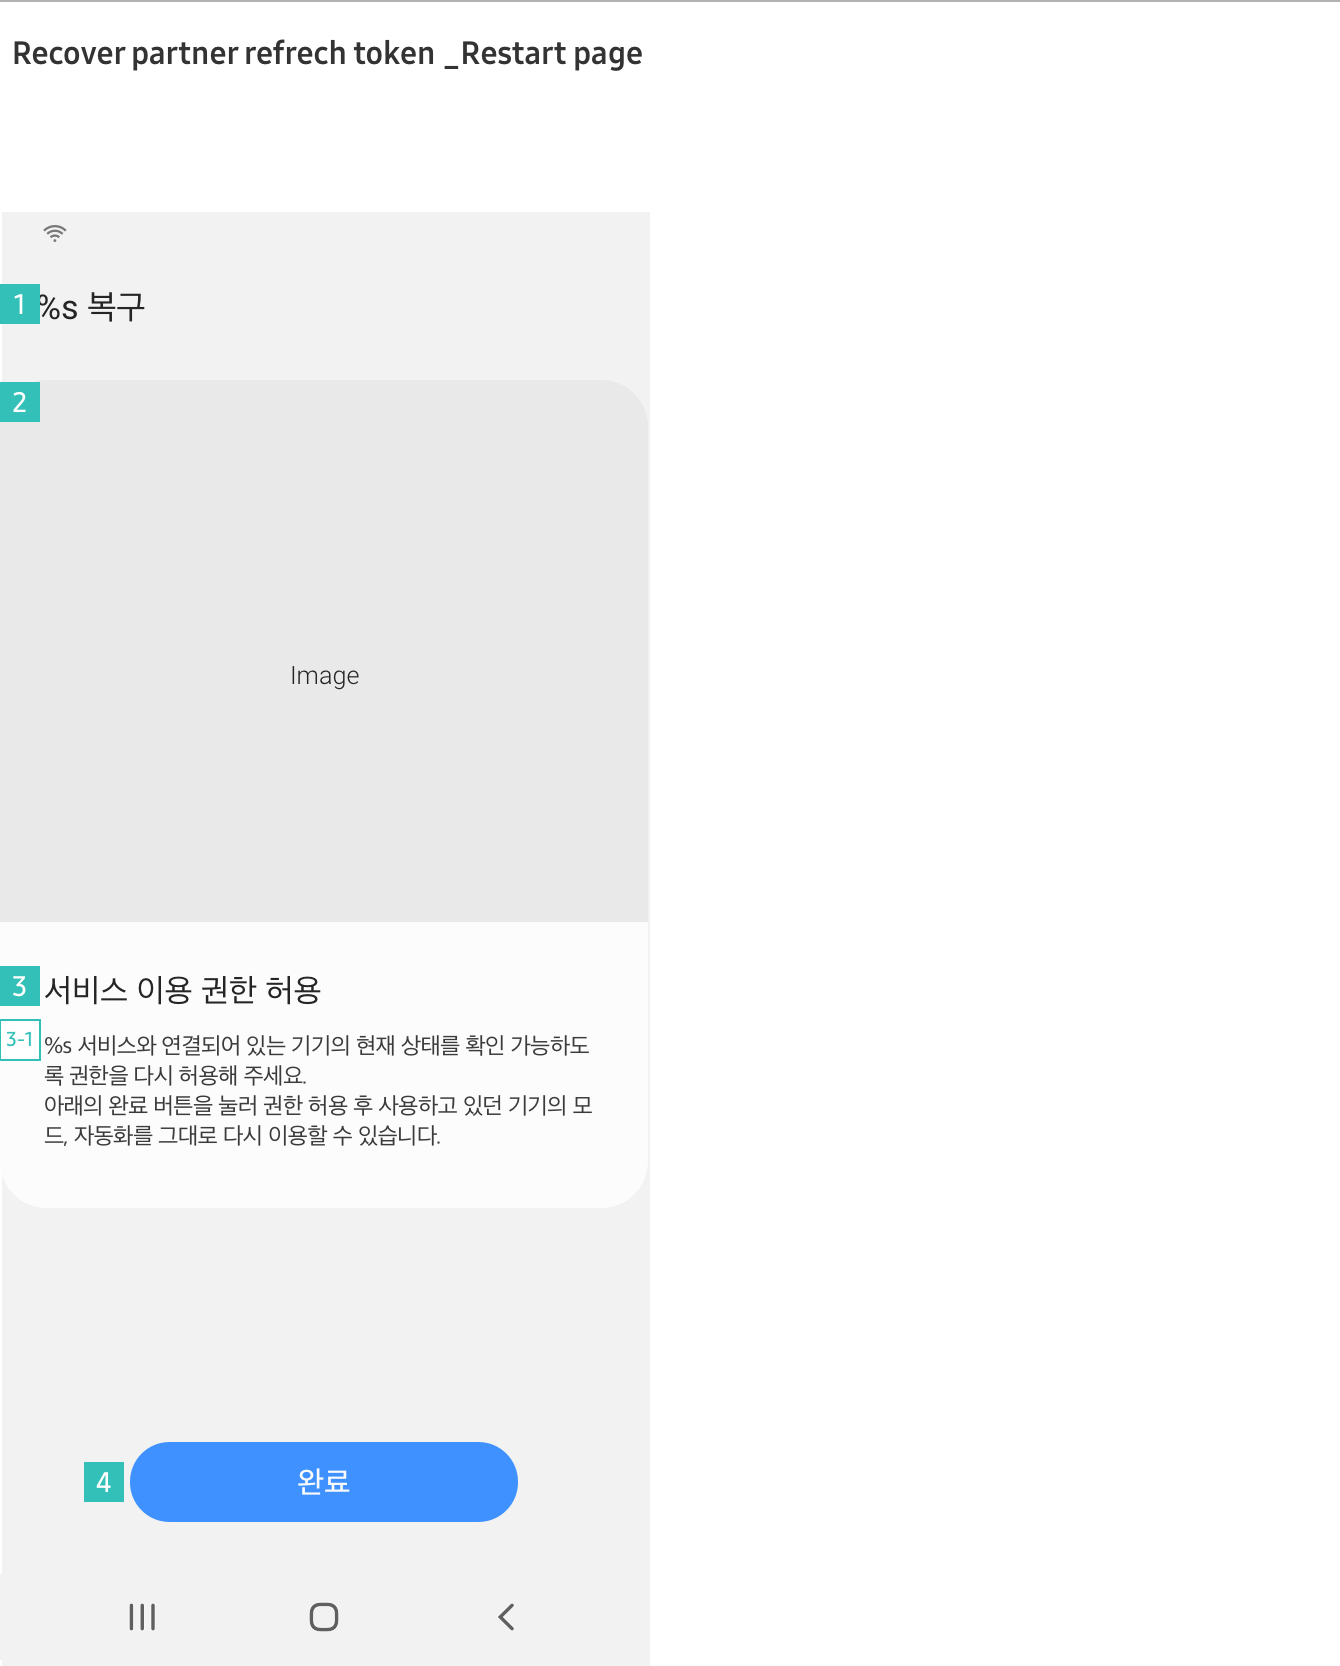 Recover partner refrech token _Restart page
1 %s 복구
2
Image
3 서비스 이용 권한 허용
3-1 %s 서비스와 연결되어 있는 기기의 현재 상태를 확인 가능하도
록 권한을 다시 허용해 주세요.
아래의 완료 버튼을 눌러 권한 허용 후 사용하고 있던 기기의 모
드, 자동화를 그대로 다시 이용할 수 있습니다.
4 완료